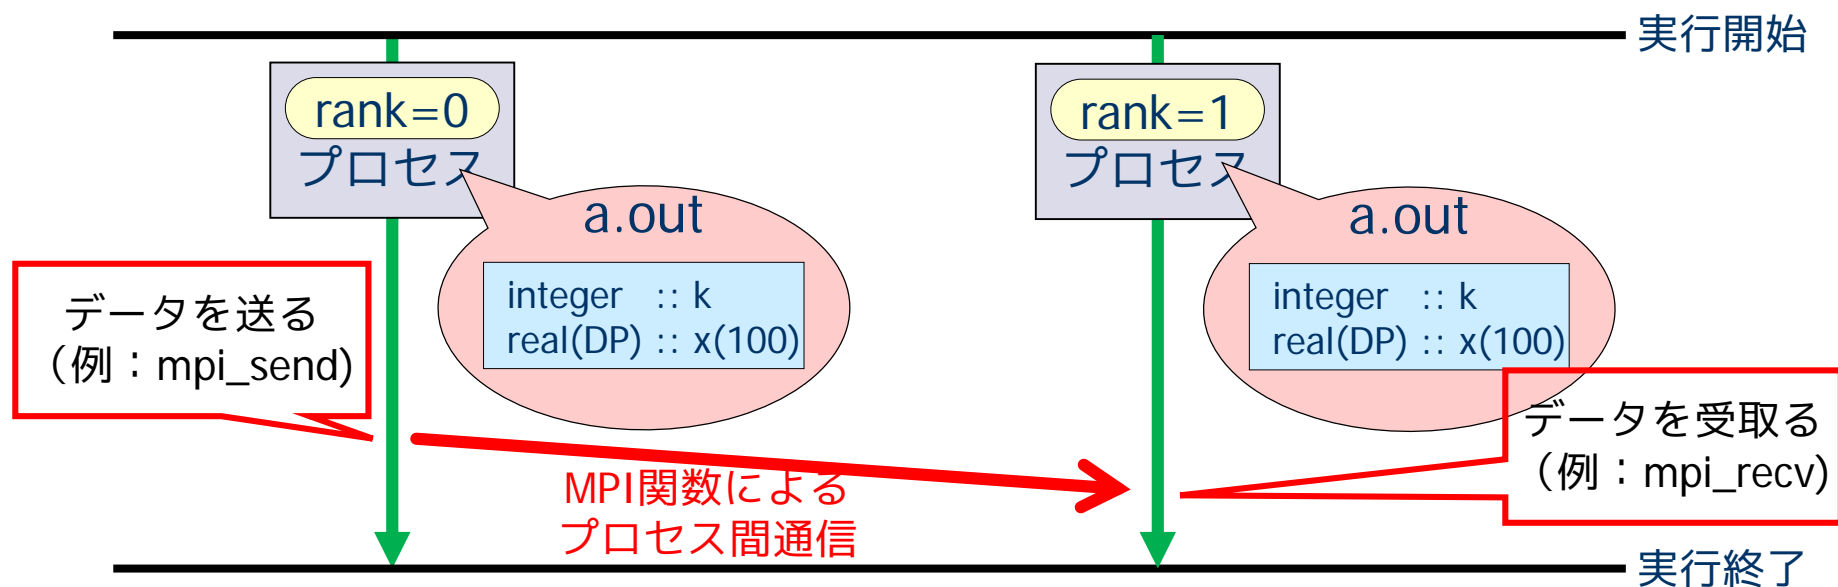 実行開始
rank=0
プロセス
a.out
integer :: k
real(DP) :: x(100)
rank=1
プロセス
a.out
integer :: k
real(DP) :: x(100)
データを送る
（例：mpi_send)
データを受取る
（例：mpi_recv)
MPI関数による
プロセス間通信
実行終了